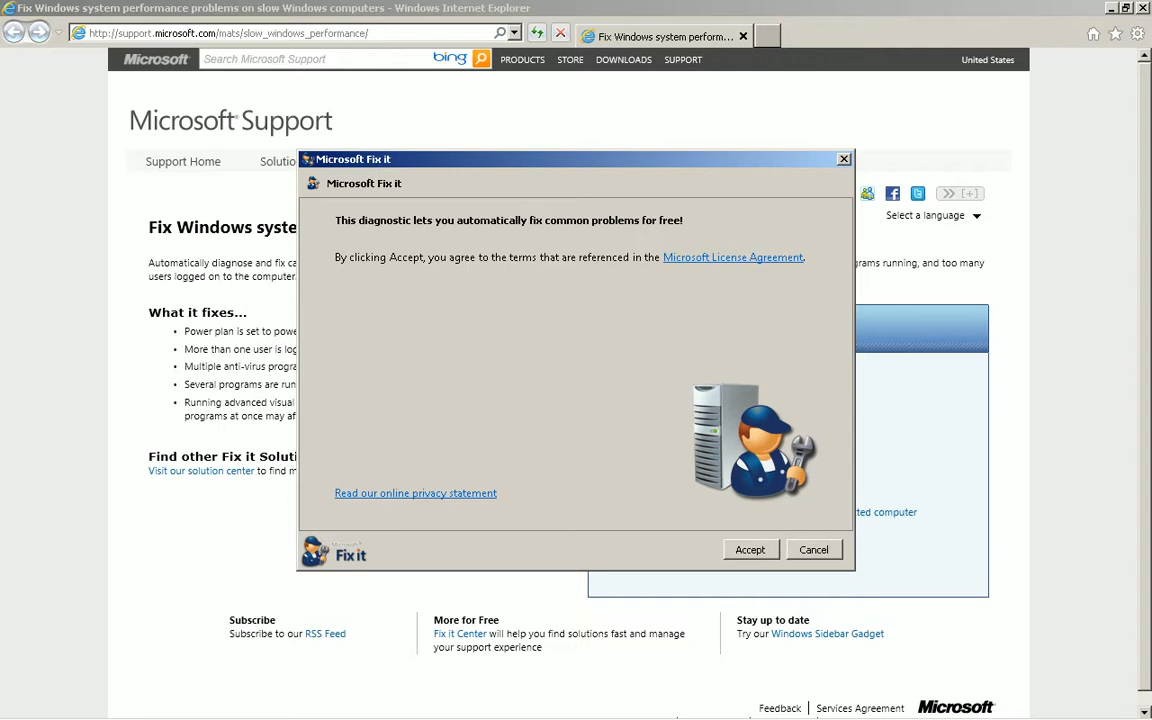 Fix Windows system performance problems on slow Windows computers - Windows Internet Explorer
http://support.microsoft.com/mats/slow_windows_performance/
Fix Windows system perform...
Microsoft
Search Microsoft Support
bing
PRODUCTS STORE DOWNLOADS SUPPORT
United States
Microsoft Support
Support Home
Solutio
Microsoft Fix it
Microsoft Fix it
[+]
Select a language
This diagnostic lets you automatically fix common problems for free!
By clicking Accept, you agree to the terms that are referenced in the Microsoft License Agreement.
Read our online privacy statement
Microsoft
Fix it
Accept
Cancel
Fix Windows syste
Automatically diagnose and fix ca
grams running, and too many
users logged on to the computer
What it fixes...
• Power plan is set to powe
• More than one user is log
• Multiple anti-virus progra
• Several programs are run
• Running advanced visual
programs at once may af
Find other Fix it Soluti
Visit our solution center to find m
ted computer
Subscribe
Subscribe to our RSS Feed
More for Free
Fix it Center will help you find solutions fast and manage
your support experience
Stay up to date
Try our Windows Sidebar Gadget
Feedback | Services Agreement
Microsoft